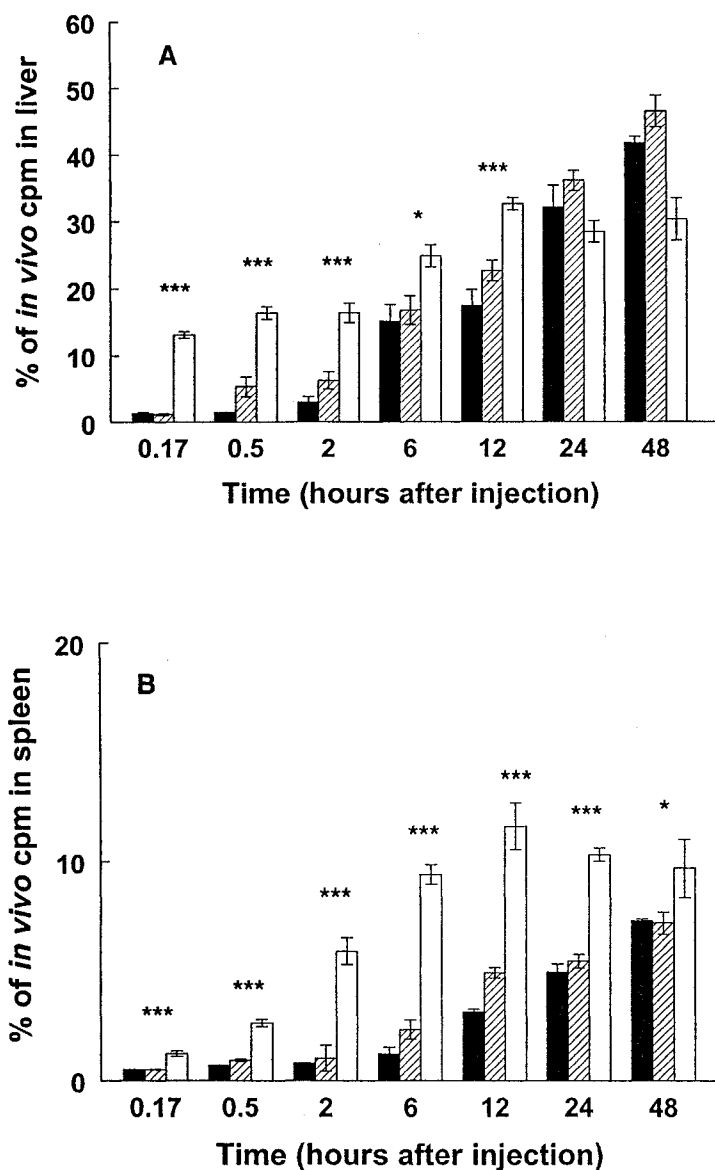 A
% of in vivo cpm in liver
60
50
40
30
20
10
0
***
***
***
*
***
0.17 0.5 2 6 12 24 48
Time (hours after injection)
B
% of in vivo cpm in spleen
20
10
0
***
***
***
***
***
***
*
0.17 0.5 2 6 12 24 48
Time (hours after injection)